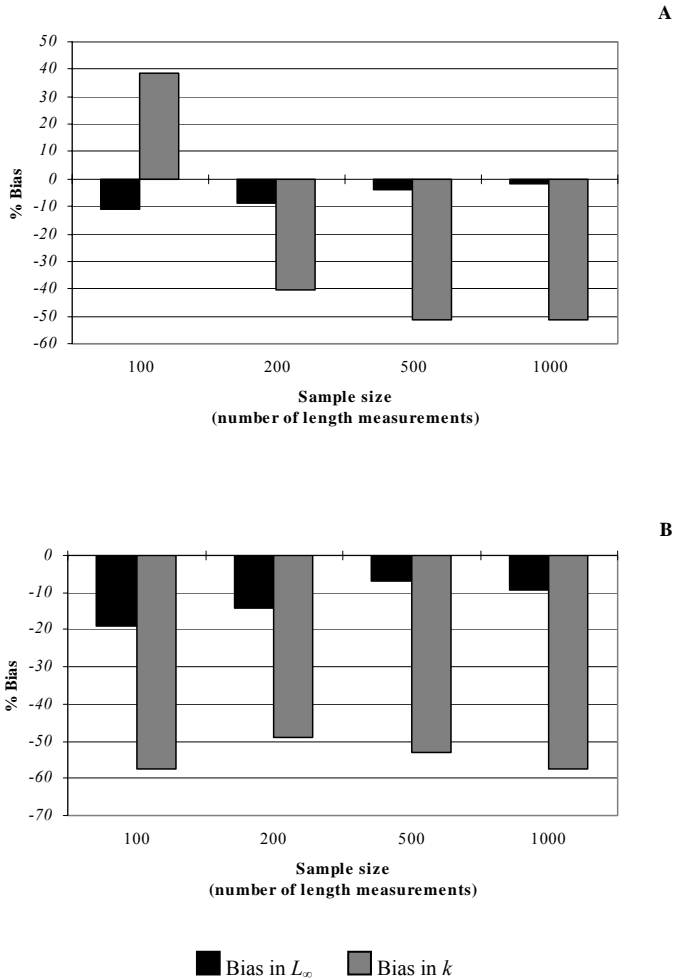 A
50
40
30
20
10
0
-10
-20
-30
-40
-50
-60
% Bias
100 200 500 1000
Sample size
(number of length measurements)
B
0
-10
-20
-30
-40
-50
-60
-70
% Bias
100 200 500 1000
Sample size
(number of length measurements)
Bias in L∞ Bias in k